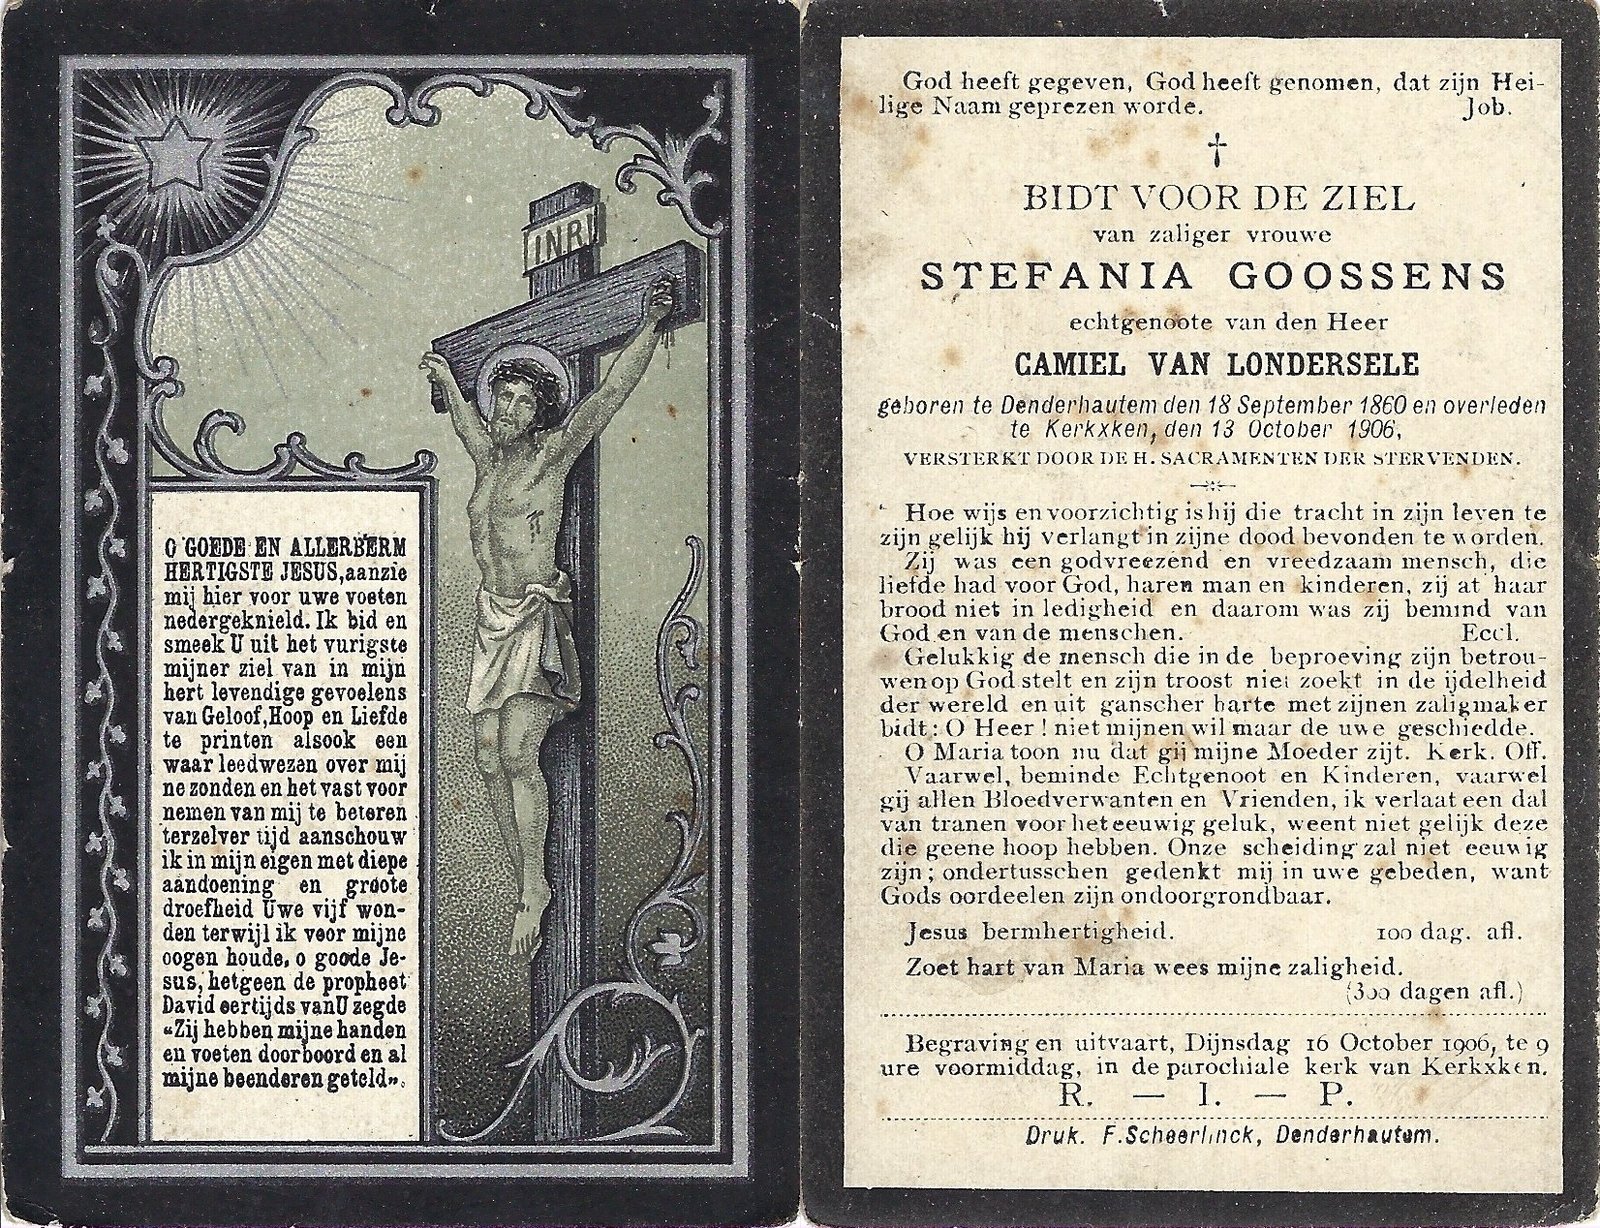 INRI
O GOEDE EN ALLERBERM
HERTIGSTE JESUS, aanzie
mij hier voor uwe voeten
nedergeknield. Ik bid en
smeek U uit het vurigste
mijner ziel van in mijn
hert levendige gevoelens
van Geloof, Hoop en Liefde
te printen alsook een
waar leedwezen over mij
ne zonden en het vast voor
nemen van mij te beteren
terzelver tijd aanschouw
ik in mijn eigen met diepe
aandoening en groote
droefheid Uwe vijf won-
den terwijl ik voor mijne
oogen houde, o goede Je-
sus, hetgeen de propheet
David eertijds van U zegde
«Zij hebben mijne handen
en voeten doorboord en al
mijne beenderen geteld».
God heeft gegeven, God heeft genomen, dat zijn Hei-
lige Naam geprezen worde. Job.
†
BIDT VOOR DE ZIEL
van zaliger vrouwe
STEFANIA GOOSSENS
echtgenoote van den Heer
CAMIEL VAN LONDERSELE
geboren te Denderhautem den 18 September 1860 en overleden
te Kerkxken, den 13 October 1906,
VERSTERKT DOOR DE H. SACRAMENTEN DER STERVENDEN.
Hoe wijs en voorzichtig is hij die tracht in zijn leven te
zijn gelijk hij verlangt in zijne dood bevonden te worden.
Zij was een godvreezend en vreedzaam mensch, die
liefde had voor God, haren man en kinderen, zij at haar
brood niet in ledigheid en daarom was zij bemind van
God en van de menschen. Eccl.
Gelukkig de mensch die in de beproeving zijn betrou-
wen op God stelt en zijn troost niet zoekt in de ijdelheid
der wereld en uit ganscher harte met zijnen zaligmaker
bidt: O Heer ! niet mijnen wil maar de uwe geschiedde.
O Maria toon nu dat gij mijne Moeder zijt. Kerk. Off.
Vaarwel, beminde Echtgenoot en Kinderen, vaarwel
gij allen Bloedverwanten en Vrienden, ik verlaat een dal
van tranen voor het eeuwig geluk, weent niet gelijk deze
die geene hoop hebben. Onze scheiding zal niet eeuwig
zijn; ondertusschen gedenkt mij in uwe gebeden, want
Gods oordeelen zijn ondoorgrondbaar.
Jesus bermhertigheid. 100 dag. afl.
Zoet hart van Maria wees mijne zaligheid.
(300 dagen afl.)
Begraving en uitvaart, Dijnsdag 16 October 1906, te 9
ure voormiddag, in de parochiale kerk van Kerkxken.
R. — I. — P.
Druk. F. Scheerlinck, Denderhautem.